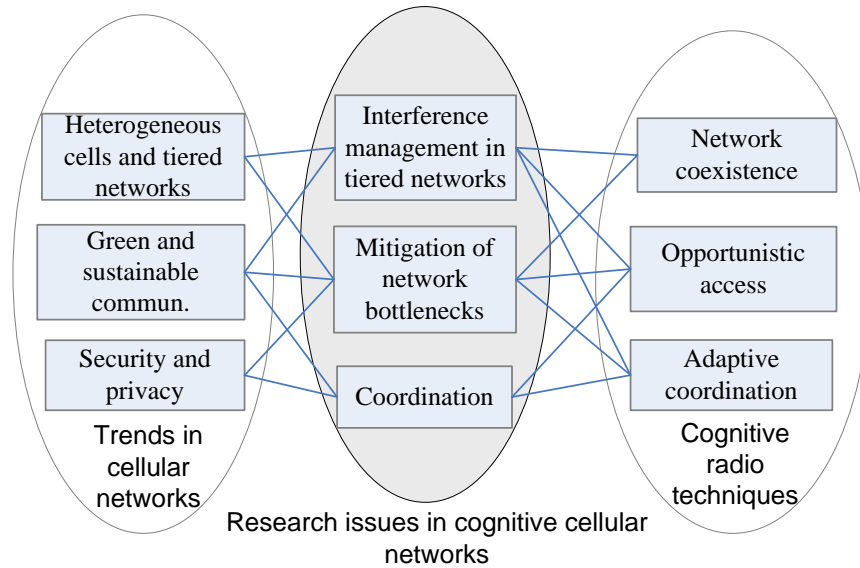 Heterogeneous
cells and tiered
networks
Green and
sustainable
commun.
Security and
privacy
Trends in
cellular
networks
Interference
management in
tiered networks
Mitigation of
network
bottlenecks
Coordination
Research issues in cognitive cellular
networks
Network
coexistence
Opportunistic
access
Adaptive
coordination
Cognitive
radio
techniques